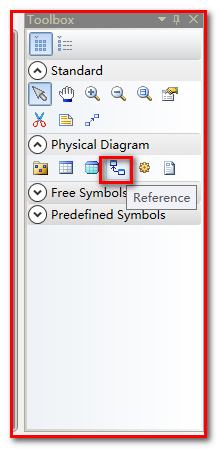 Toolbox
Standard
Physical Diagram
Free Symbols
Reference
Predefined Symbols